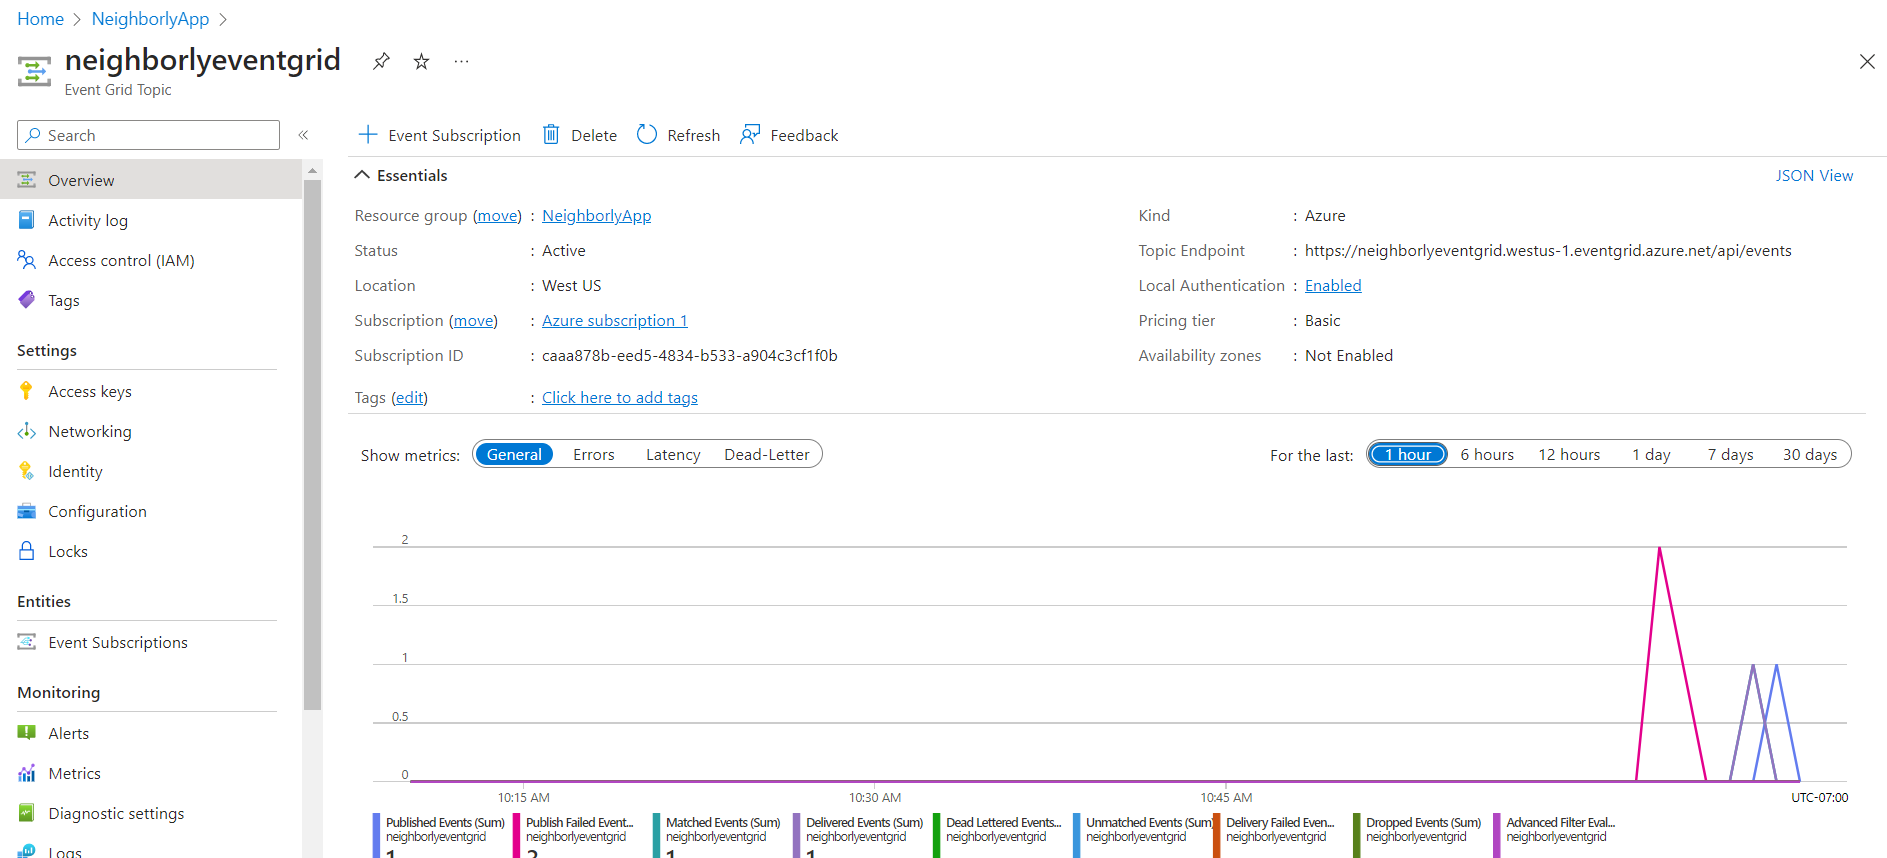 Home > NeighborlyApp >
neighborlyeventgrid
Event Grid Topic
Search
«
Overview
Activity log
Access control (IAM)
Tags
Settings
Access keys
Networking
Identity
Configuration
Locks
Entities
Event Subscriptions
Monitoring
Alerts
Metrics
Diagnostic settings
Logs
Event Subscription Delete Refresh Feedback
Essentials
JSON View
Resource group (move) : NeighborlyApp
Status : Active
Location : West US
Subscription (move) : Azure subscription 1
Subscription ID : caaa878b-eed5-4834-b533-a904c3cf1f0b
Tags (edit) : Click here to add tags
Kind : Azure
Topic Endpoint : https://neighborlyeventgrid.westus-1.eventgrid.azure.net/api/events
Local Authentication : Enabled
Pricing tier : Basic
Availability zones : Not Enabled
Show metrics: General Errors Latency Dead-Letter
For the last: 1 hour 6 hours 12 hours 1 day 7 days 30 days
2
1.5
1
0.5
0
10:15 AM 10:30 AM 10:45 AM UTC-07:00
Published Events (Sum)
neighborlyeventgrid
1
Publish Failed Event...
neighborlyeventgrid
2
Matched Events (Sum)
neighborlyeventgrid
1
Delivered Events (Sum)
neighborlyeventgrid
1
Dead Lettered Events...
neighborlyeventgrid
Unmatched Events (Sum)
neighborlyeventgrid
Delivery Failed Even...
neighborlyeventgrid
Dropped Events (Sum)
neighborlyeventgrid
Advanced Filter Eval...
neighborlyeventgrid